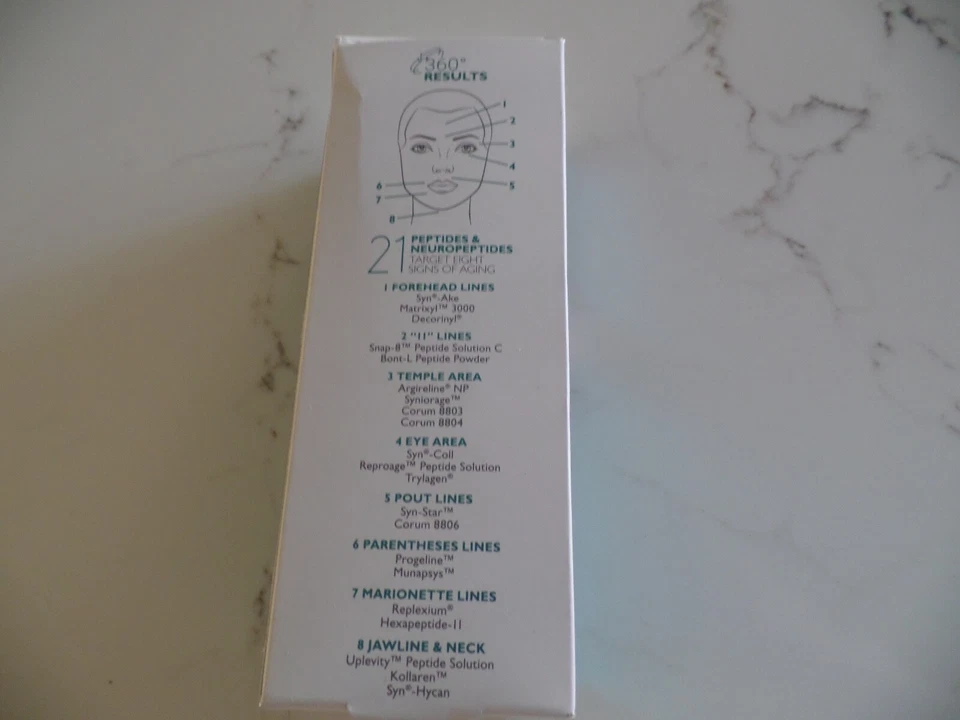 360°
RESULTS
1
2
3
4
5
6
7
8
21 PEPTIDES &
NEUROPEPTIDES
TARGET EIGHT
SIGNS OF AGING
1 FOREHEAD LINES
Syn®-Ake
Matrixyl™ 3000
Decorinyl®
2 "11" LINES
Snap-8™ Peptide Solution C
Bont-L Peptide Powder
3 TEMPLE AREA
Argireline® NP
Syniorage™
Corum 8803
Corum 8804
4 EYE AREA
Syn®-Coll
Reproage™ Peptide Solution
Trylagen®
5 POUT LINES
Syn-Star™
Corum 8806
6 PARENTHESES LINES
Progeline™
Munapsys™
7 MARIONETTE LINES
Replexium®
Hexapeptide-11
8 JAWLINE & NECK
Uplevity™ Peptide Solution
Kollaren™
Syn®-Hycan